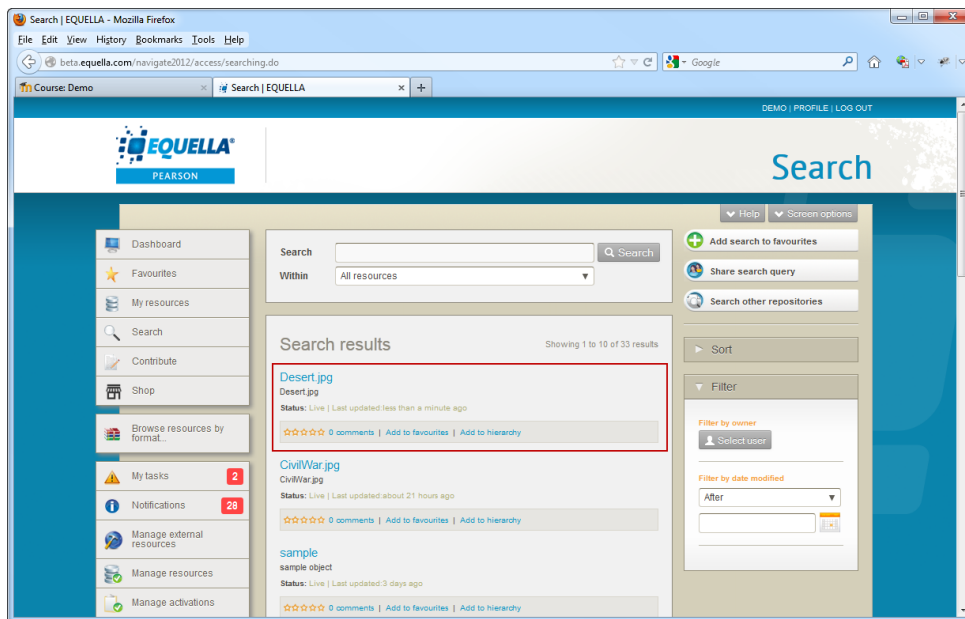 Search | EQUELLA - Mozilla Firefox
File Edit View History Bookmarks Tools Help
beta.equella.com/navigate2012/access/searching.do
Google
Course: Demo
Search | EQUELLA
DEMO | PROFILE | LOG OUT
EQUELLA®
PEARSON
Search
Help
Screen options
Dashboard
Favourites
My resources
Search
Contribute
Shop
Browse resources by
format...
My tasks 2
Notifications 28
Manage external
resources
Manage resources
Manage activations
Search
Search
Within All resources
Search results
Showing 1 to 10 of 33 results
Desert.jpg
Desert.jpg
Status: Live | Last updated:less than a minute ago
0 comments | Add to favourites | Add to hierarchy
CivilWar.jpg
CivilWar.jpg
Status: Live | Last updated:about 21 hours ago
0 comments | Add to favourites | Add to hierarchy
sample
sample object
Status: Live | Last updated:3 days ago
0 comments | Add to favourites | Add to hierarchy
Add search to favourites
Share search query
Search other repositories
Sort
Filter
Filter by owner
Select user
Filter by date modified
After